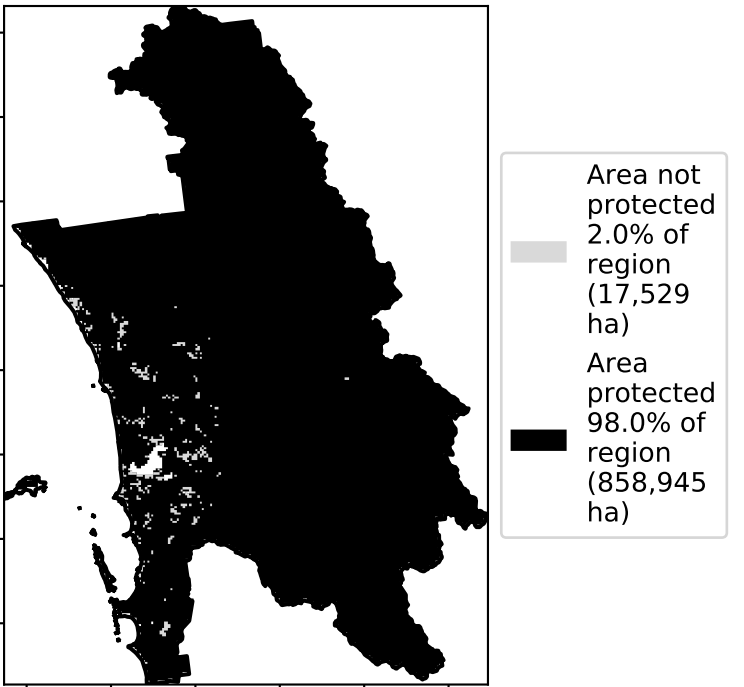 Area not
protected
2.0% of
region
(17,529
ha)
Area
protected
98.0% of
region
(858,945
ha)